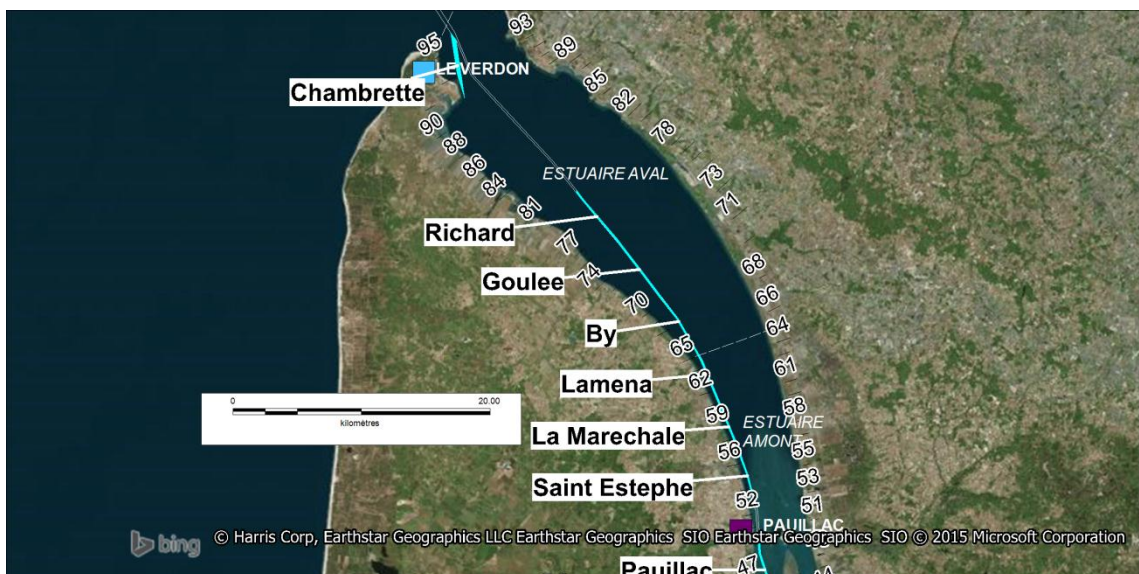 95
93
89
LE VERDON
Chambrette
85
82
90
78
88
86
ESTUAIRE AVAL
73
84
71
81
Richard
77
68
Goulee
74
66
70
64
By
65
61
Lamena
62
0
20.00
kilomètres
58
59
ESTUAIRE
AMONT
La Marechale
56
55
53
Saint Estephe
52
51
PAUILLAC
bing
© Harris Corp, Earthstar Geographics LLC Earthstar Geographics SIO Earthstar Geographics SIO © 2015 Microsoft Corporation
Pauillac
47